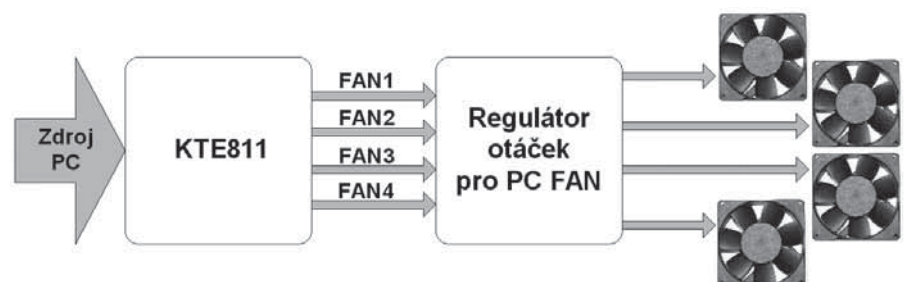 Zdroj
PC
KTE811
FAN1
FAN2
FAN3
FAN4
Regulátor
otáček
pro PC FAN